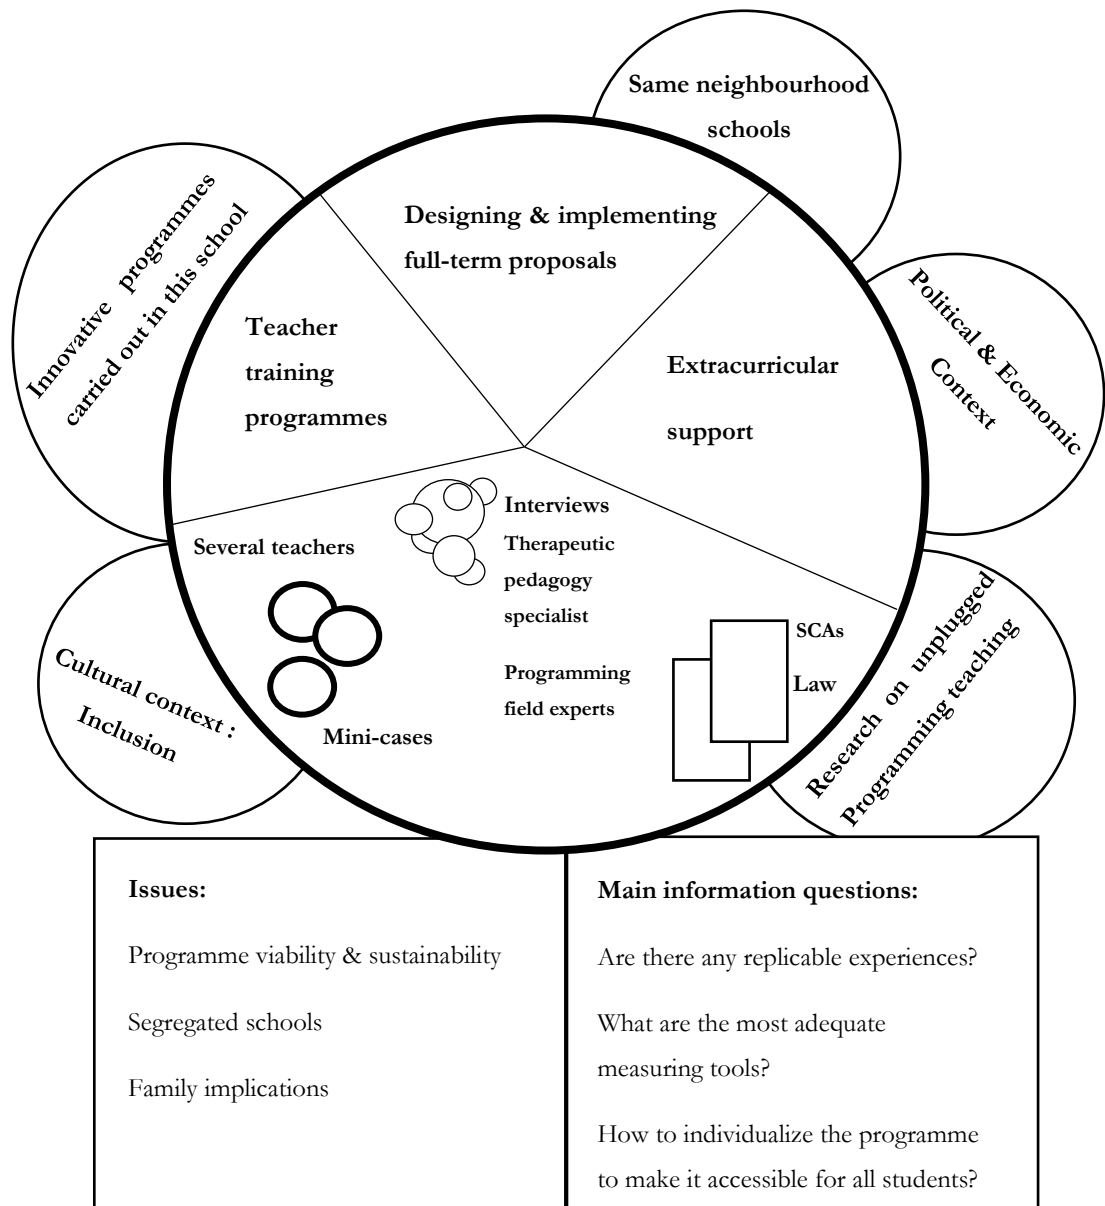 Same neighbourhood
schools
Innovative programmes
carried out in this school
Designing & implementing
full-term proposals
Political & Economic
Context
Teacher
training
programmes
Extracurricular
support
Several teachers
Interviews
Therapeutic
pedagogy
specialist
Programming
field experts
Mini-cases
SCAs
Law
Cultural context :
Inclusion
Research on unplugged
Programming teaching
Issues:
Programme viability & sustainability
Segregated schools
Family implications
Main information questions:
Are there any replicable experiences?
What are the most adequate
measuring tools?
How to individualize the programme
to make it accessible for all students?